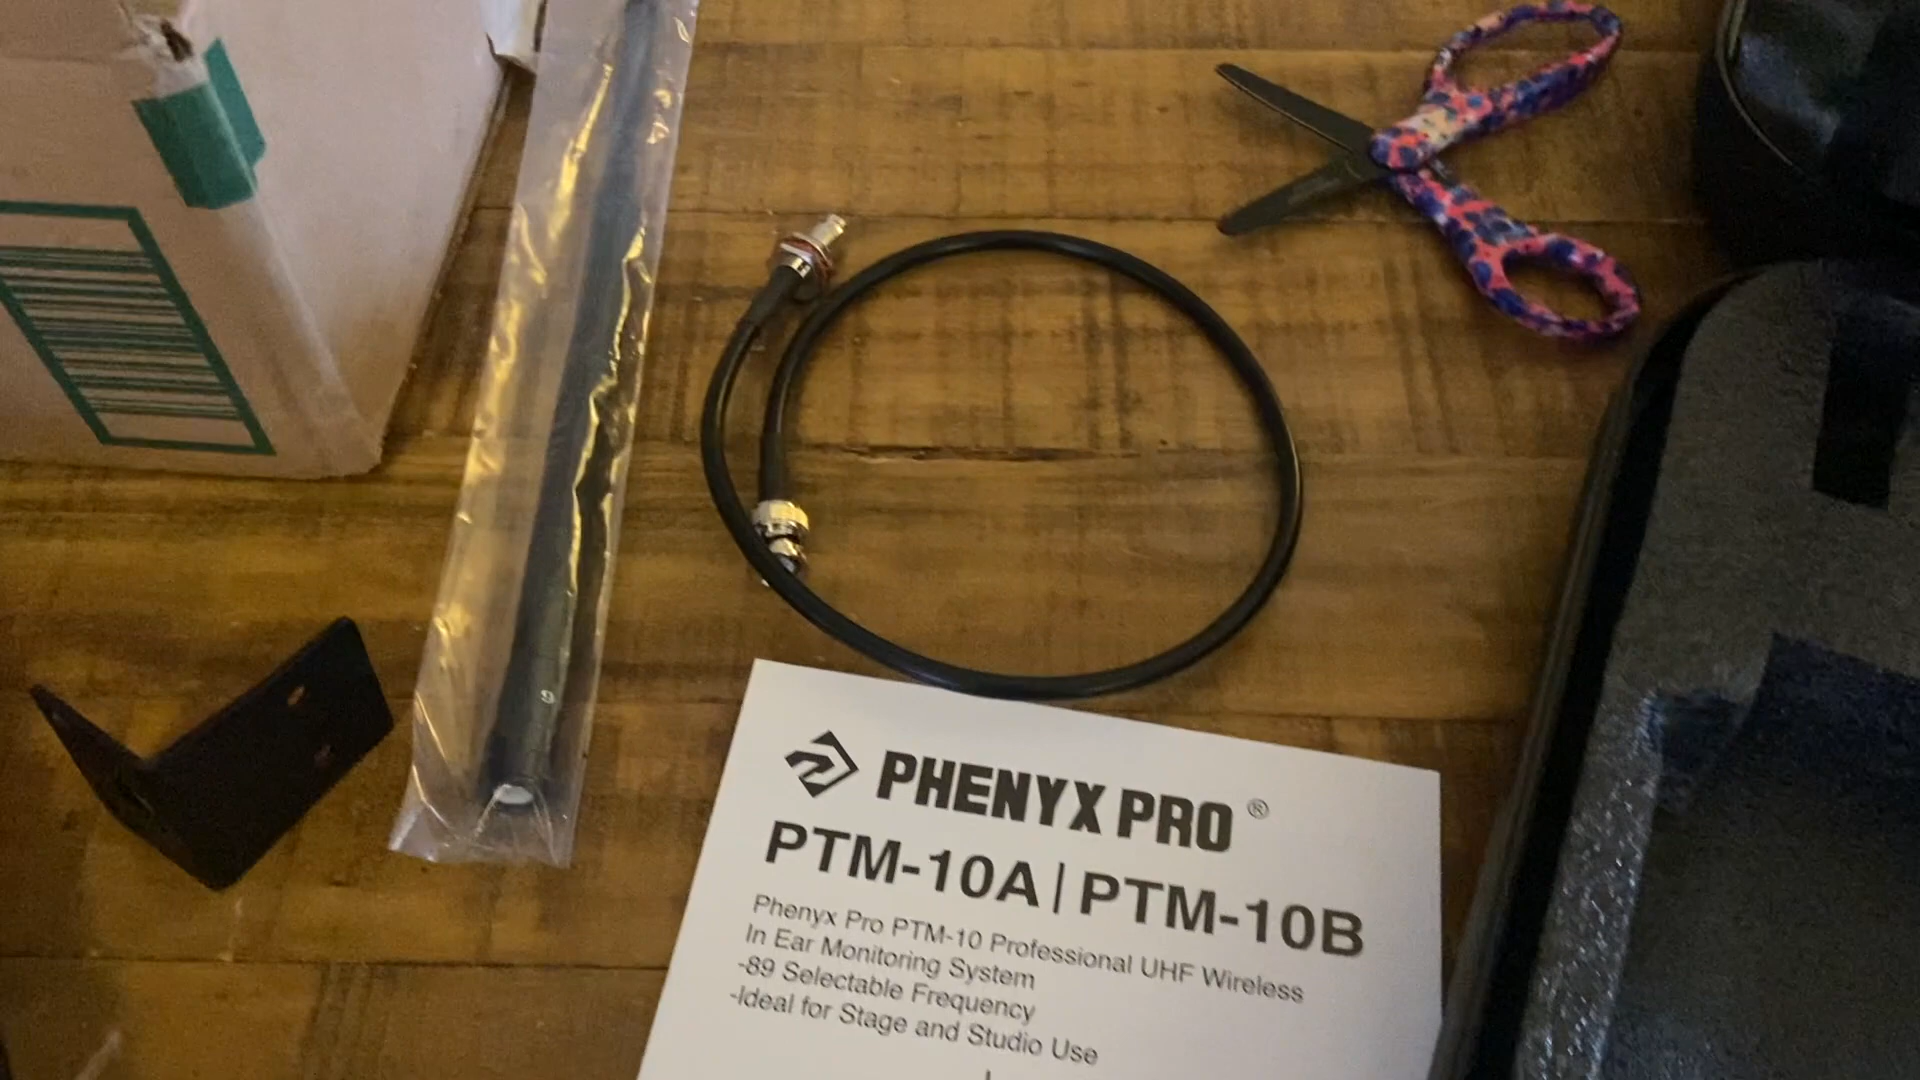 PHENYX PRO®
PTM-10A | PTM-10B
Phenyx Pro PTM-10 Professional UHF Wireless
In Ear Monitoring System
-89 Selectable Frequency
-Ideal for Stage and Studio Use